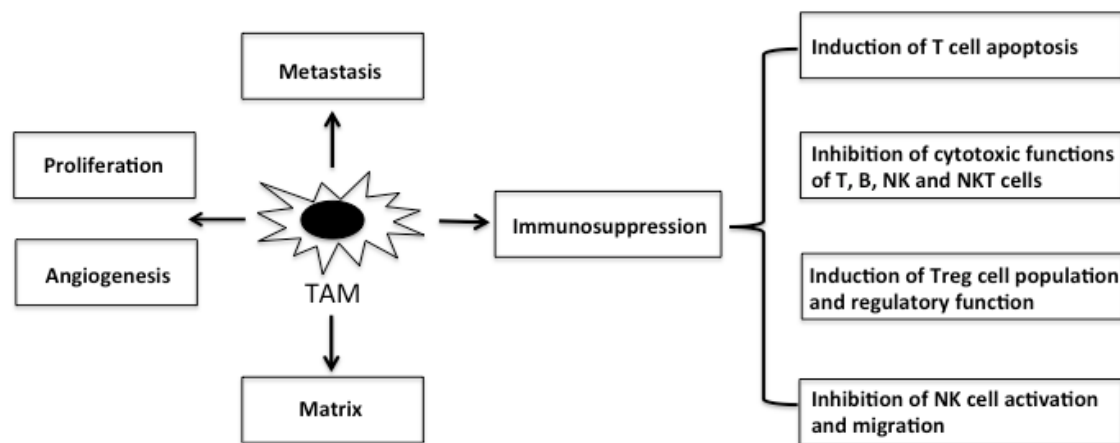 Metastasis
Proliferation
Angiogenesis
TAM
Matrix
Immunosuppression
Induction of T cell apoptosis
Inhibition of cytotoxic functions
of T, B, NK and NKT cells
Induction of Treg cell population
and regulatory function
Inhibition of NK cell activation
and migration